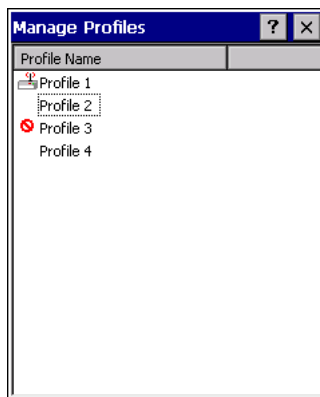 Manage Profiles ? ×
Profile Name
Profile 1
Profile 2
Profile 3
Profile 4